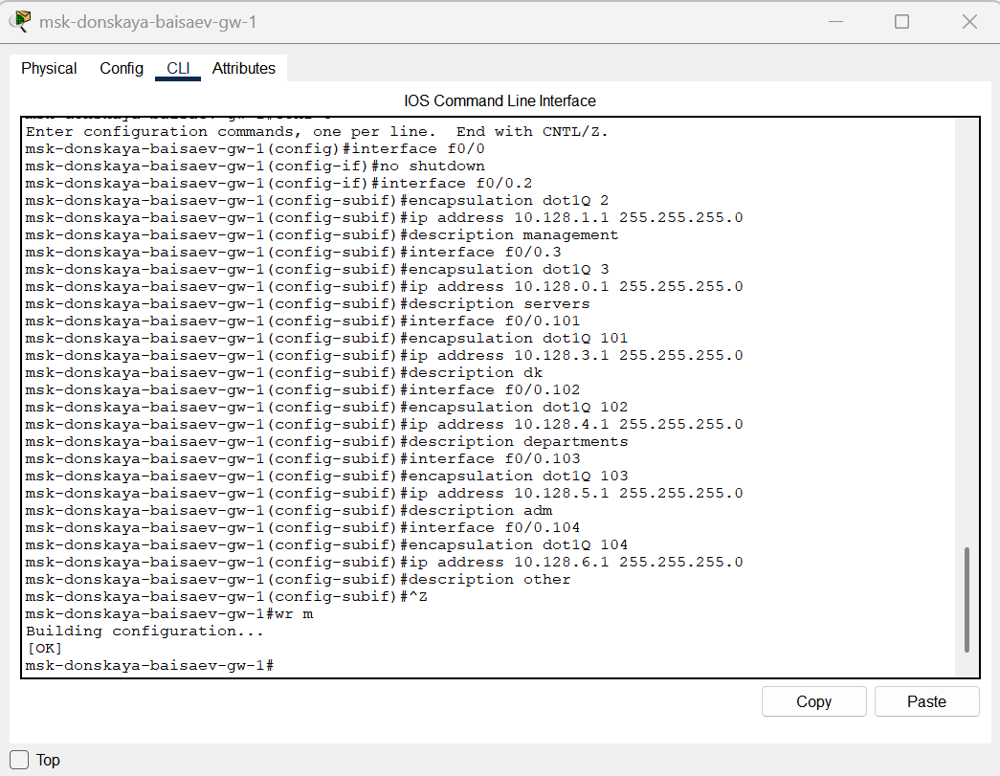 msk-donskaya-baisaev-gw-1
Physical Config CLI Attributes
IOS Command Line Interface
Enter configuration commands, one per line.  End with CNTL/Z.
msk-donskaya-baisaev-gw-1(config)#interface f0/0
msk-donskaya-baisaev-gw-1(config-if)#no shutdown
msk-donskaya-baisaev-gw-1(config-if)#interface f0/0.2
msk-donskaya-baisaev-gw-1(config-subif)#encapsulation dot1Q 2
msk-donskaya-baisaev-gw-1(config-subif)#ip address 10.128.1.1 255.255.255.0
msk-donskaya-baisaev-gw-1(config-subif)#description management
msk-donskaya-baisaev-gw-1(config-subif)#interface f0/0.3
msk-donskaya-baisaev-gw-1(config-subif)#encapsulation dot1Q 3
msk-donskaya-baisaev-gw-1(config-subif)#ip address 10.128.0.1 255.255.255.0
msk-donskaya-baisaev-gw-1(config-subif)#description servers
msk-donskaya-baisaev-gw-1(config-subif)#interface f0/0.101
msk-donskaya-baisaev-gw-1(config-subif)#encapsulation dot1Q 101
msk-donskaya-baisaev-gw-1(config-subif)#ip address 10.128.3.1 255.255.255.0
msk-donskaya-baisaev-gw-1(config-subif)#description dk
msk-donskaya-baisaev-gw-1(config-subif)#interface f0/0.102
msk-donskaya-baisaev-gw-1(config-subif)#encapsulation dot1Q 102
msk-donskaya-baisaev-gw-1(config-subif)#ip address 10.128.4.1 255.255.255.0
msk-donskaya-baisaev-gw-1(config-subif)#description departments
msk-donskaya-baisaev-gw-1(config-subif)#interface f0/0.103
msk-donskaya-baisaev-gw-1(config-subif)#encapsulation dot1Q 103
msk-donskaya-baisaev-gw-1(config-subif)#ip address 10.128.5.1 255.255.255.0
msk-donskaya-baisaev-gw-1(config-subif)#description adm
msk-donskaya-baisaev-gw-1(config-subif)#interface f0/0.104
msk-donskaya-baisaev-gw-1(config-subif)#encapsulation dot1Q 104
msk-donskaya-baisaev-gw-1(config-subif)#ip address 10.128.6.1 255.255.255.0
msk-donskaya-baisaev-gw-1(config-subif)#description other
msk-donskaya-baisaev-gw-1(config-subif)#^Z
msk-donskaya-baisaev-gw-1#wr m
Building configuration...
[OK]
msk-donskaya-baisaev-gw-1#
Copy Paste
Top